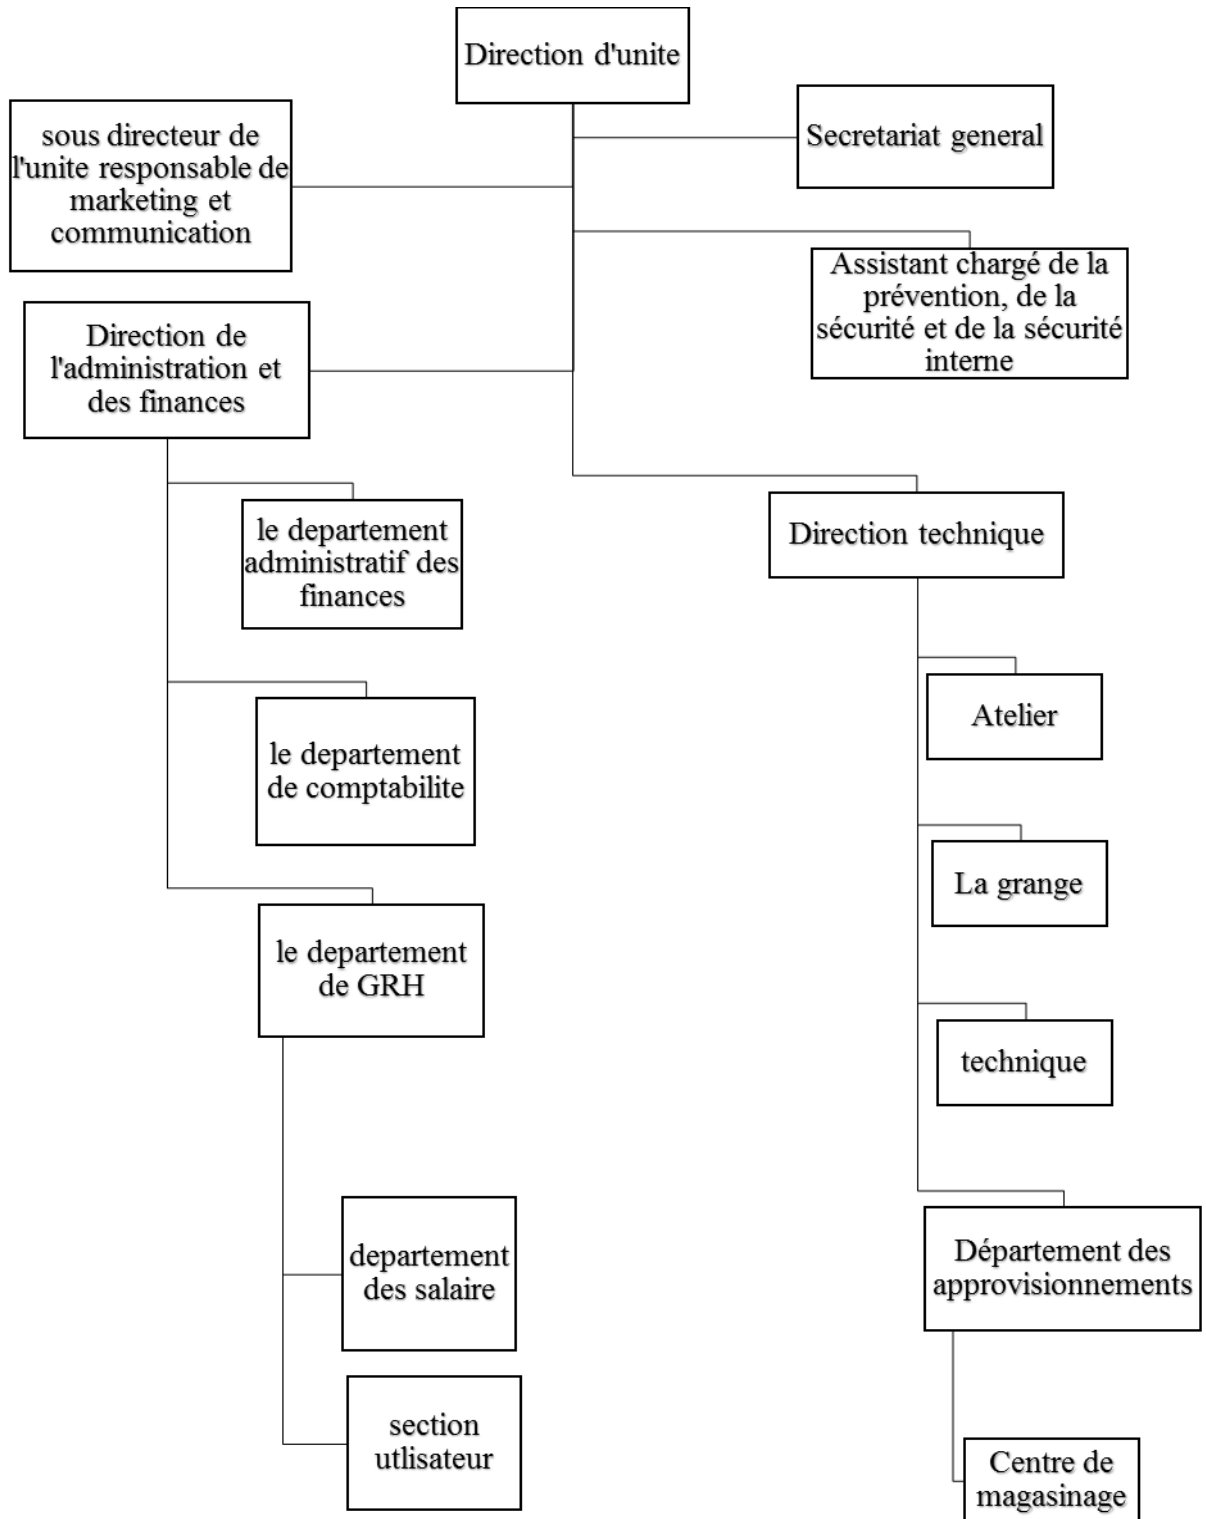 Direction d'unite
Secretariat general
sous directeur de
l'unite responsable de
marketing et
communication
Assistant chargé de la
prévention, de la
sécurité et de la sécurité
interne
Direction de
l'administration et
des finances
le departement
administratif des
finances
Direction technique
le departement
de comptabilite
Atelier
La grange
le departement
de GRH
technique
departement
des salaire
Département des
approvisionnements
section
utlisateur
Centre de
magasinage